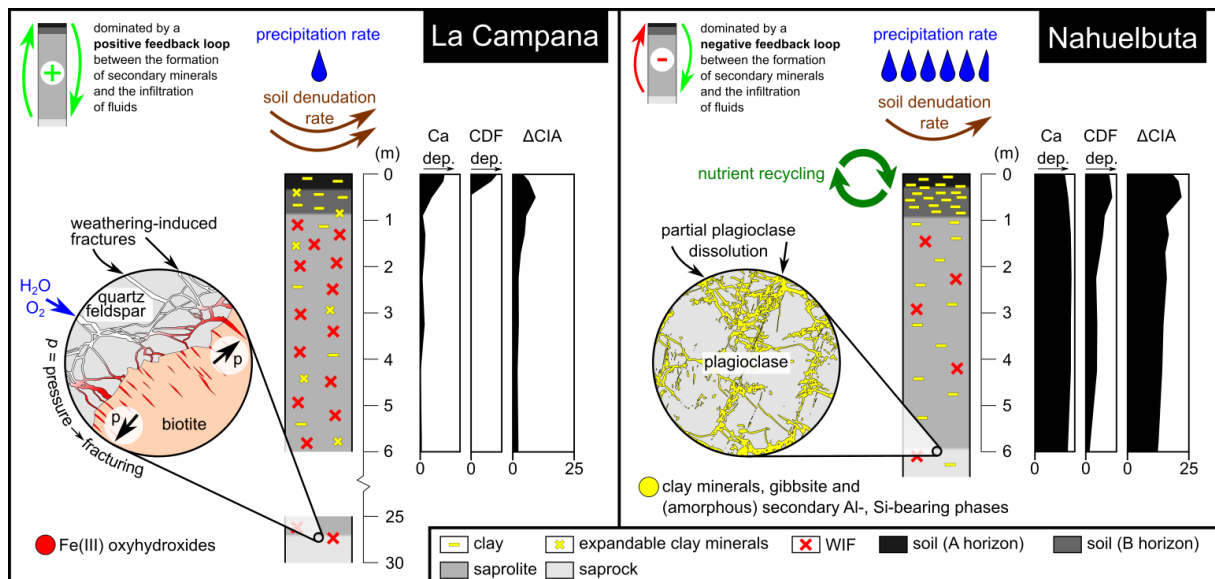 dominated by a
positive feedback loop
between the formation
of secondary minerals
and the infiltration
of fluids
+
precipitation rate
La Campana
soil denudation
rate
(m)
Ca
dep.
CDF
dep.
ΔCIA
0
1
2
3
4
5
6
25
30
0
0
0
25
weathering-induced
fractures
H2O
O2
quartz
feldspar
p
p
biotite
p = pressure → fracturing
Fe(III) oxyhydroxides
dominated by a
negative feedback loop
between the formation
of secondary minerals
and the infiltration
of fluids
-
precipitation rate
Nahuelbuta
soil denudation
rate
nutrient recycling
(m)
Ca
dep.
CDF
dep.
ΔCIA
0
1
2
3
4
5
6
0
0
0
25
partial plagioclase
dissolution
plagioclase
clay minerals, gibbsite and
(amorphous) secondary Al-, Si-bearing phases
clay
expandable clay minerals
WIF
soil (A horizon)
soil (B horizon)
saprolite
saprock